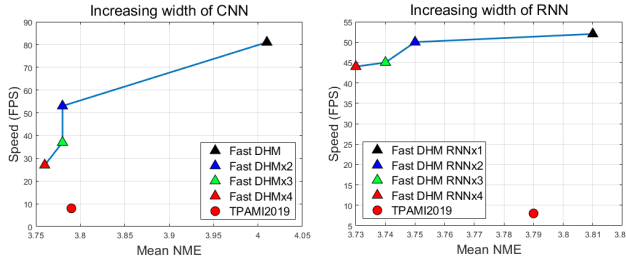 Increasing width of CNN
90
80
70
60
50
40
30
20
10
0
Speed (FPS)
3.75
3.8
3.85
3.9
3.95
4
4.05
Mean NME
Fast DHM
Fast DHMx2
Fast DHMx3
Fast DHMx4
TPAMI2019
Increasing width of RNN
55
50
45
40
35
30
25
20
15
10
5
Speed (FPS)
3.73
3.74
3.75
3.76
3.77
3.78
3.79
3.8
3.81
3.8
Mean NME
Fast DHM RNNx1
Fast DHM RNNx2
Fast DHM RNNx3
Fast DHM RNNx4
TPAMI2019